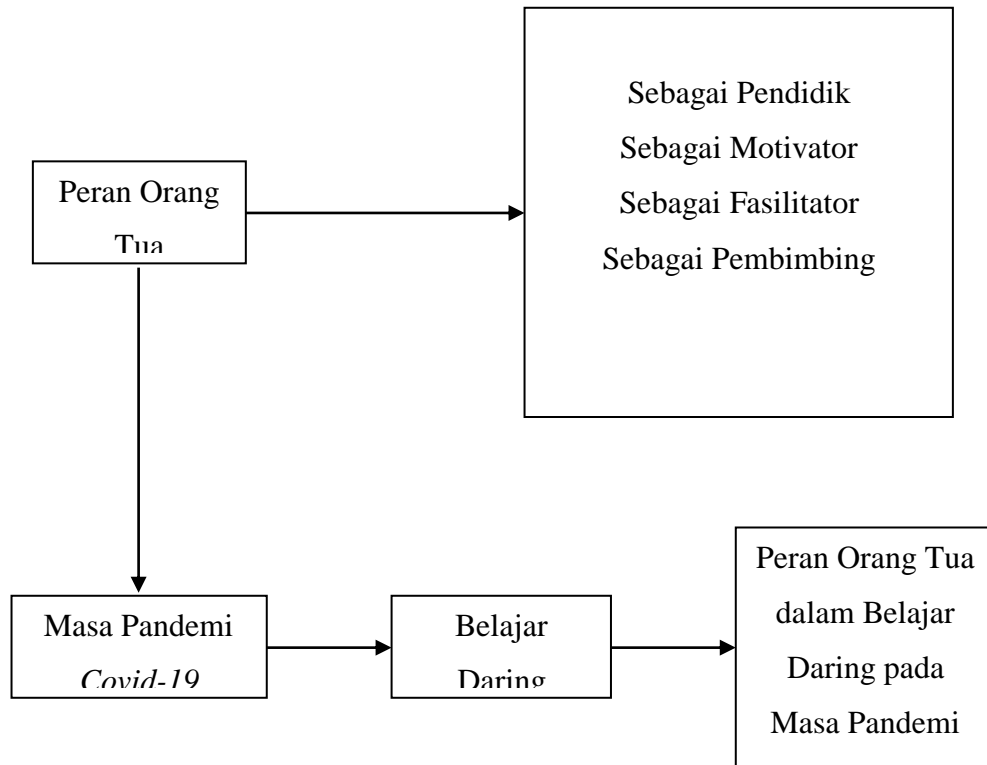 Sebagai Pendidik
Sebagai Motivator
Sebagai Fasilitator
Sebagai Pembimbing
Peran Orang
Tua
Masa Pandemi
Covid-19
Belajar
Daring
Peran Orang Tua
dalam Belajar
Daring pada
Masa Pandemi